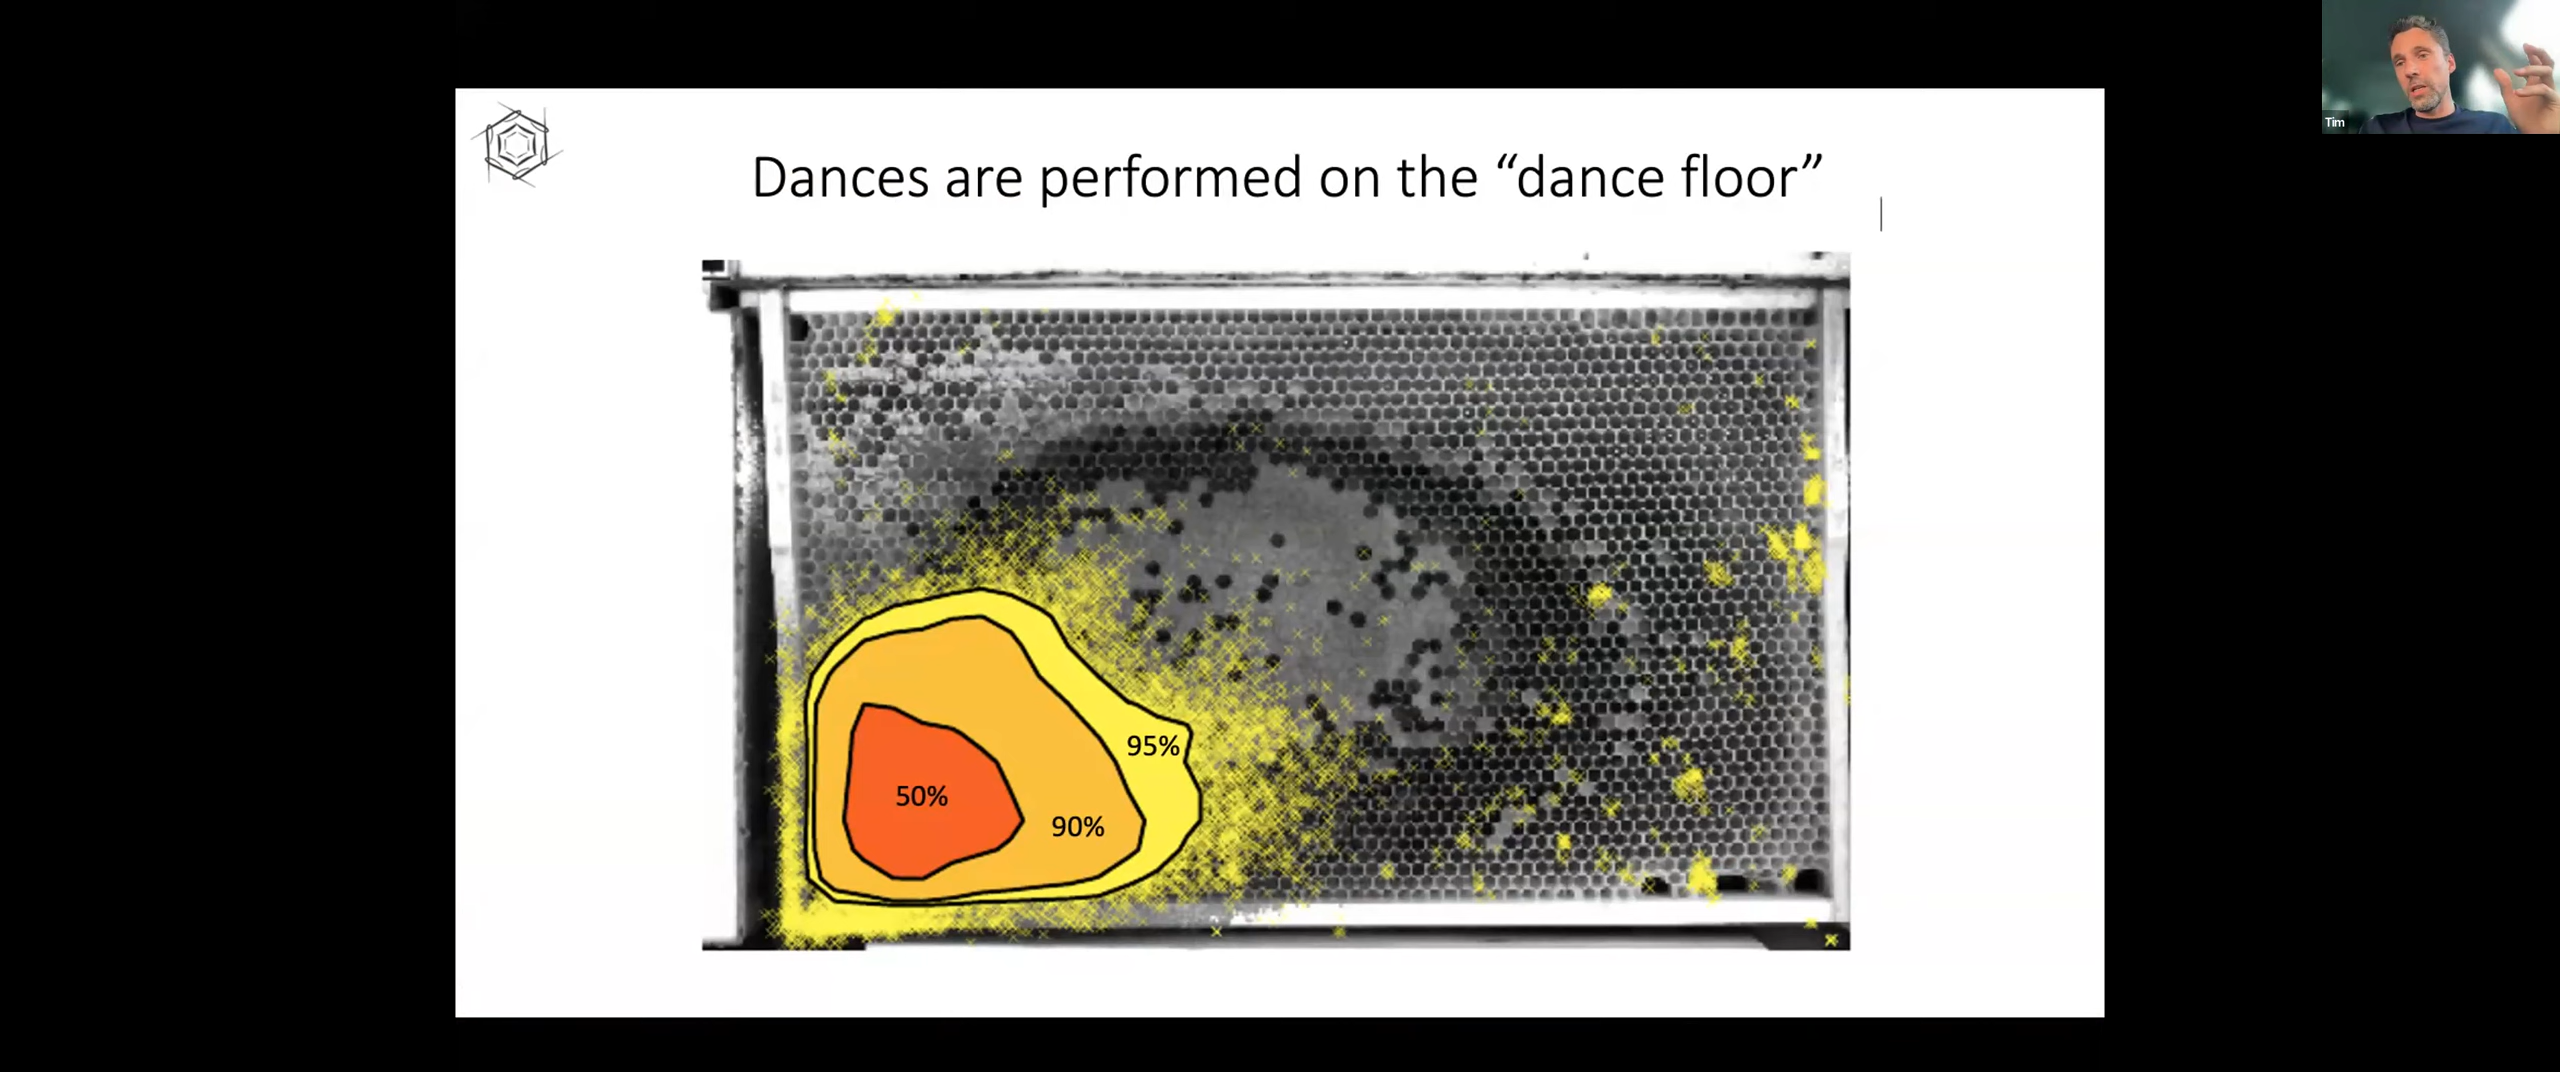 Tim
Dances are performed on the “dance floor”
95%
50%
90%